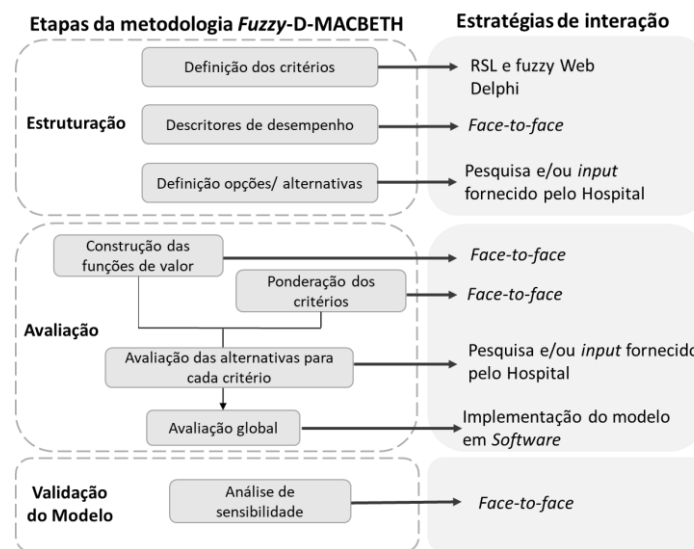 Etapas da metodologia Fuzzy-D-MACBETH
Estratégias de interação
Estruturação
Definição dos critérios
RSL e fuzzy Web
Delphi
Descritores de desempenho
Face-to-face
Definição opções/ alternativas
Pesquisa e/ou input
fornecido pelo Hospital
Avaliação
Construção das
funções de valor
Face-to-face
Ponderação dos
critérios
Face-to-face
Avaliação das alternativas para
cada critério
Pesquisa e/ou input fornecido
pelo Hospital
Avaliação global
Implementação do modelo
em Software
Validação
do Modelo
Análise de
sensibilidade
Face-to-face